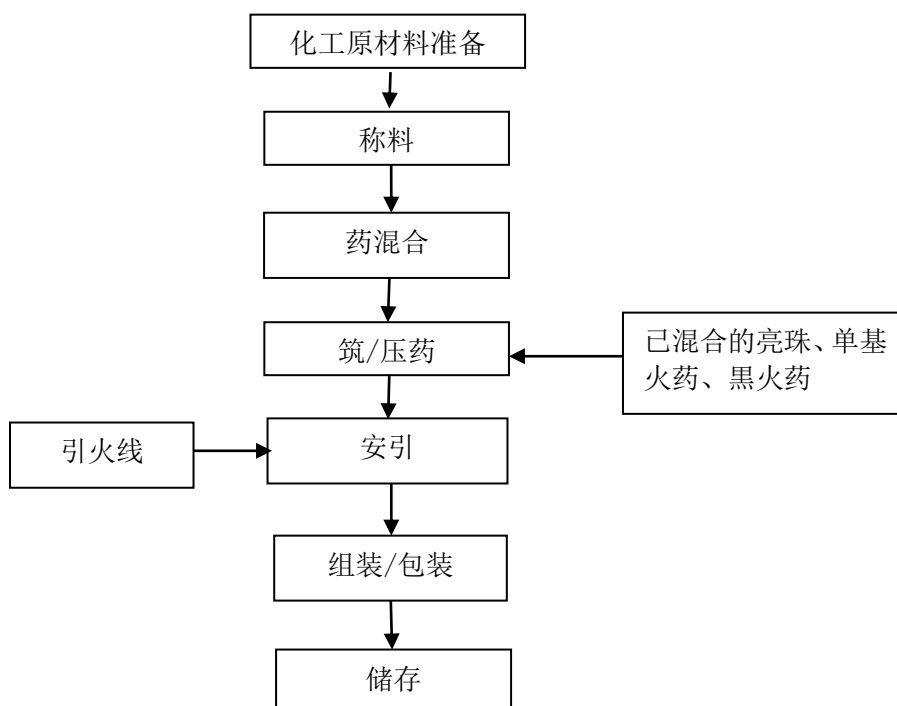 化工原材料准备
称料
药混合
筑/压药
已混合的亮珠、单基
火药、黑火药
安引
引火线
组装/包装
储存